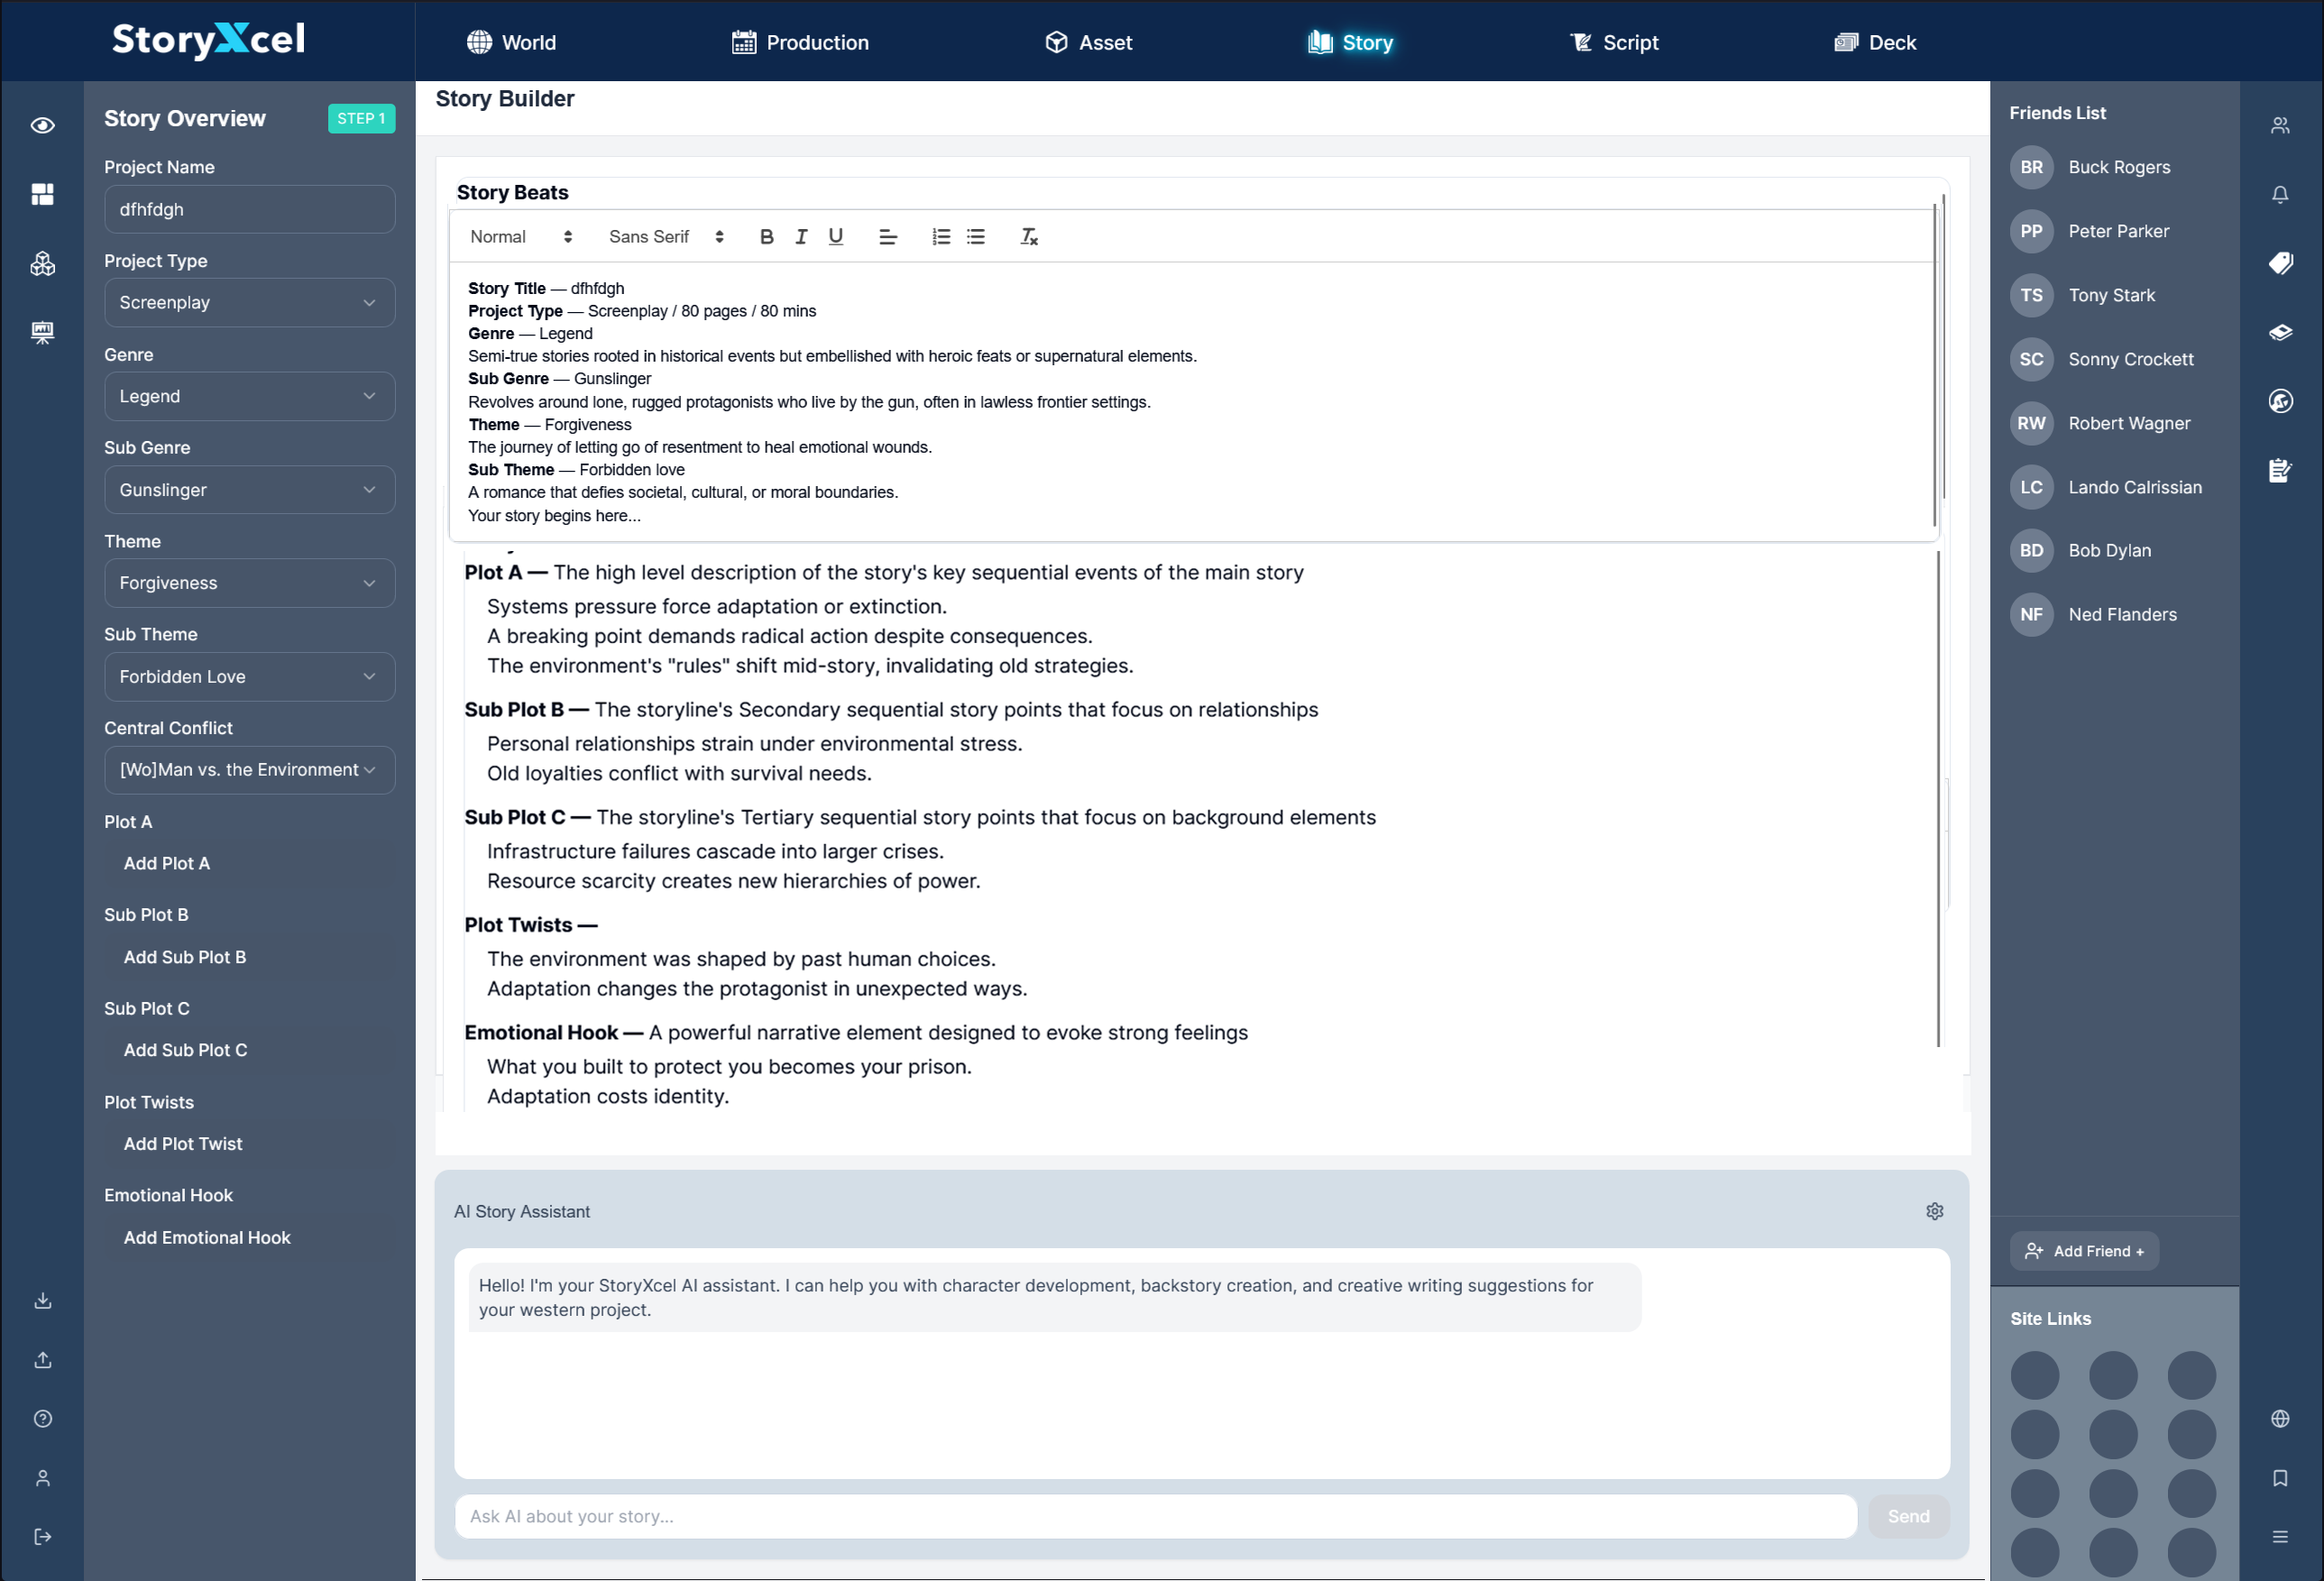 StoryXcel
World
Production
Asset
Story
Script
Deck
Story Overview
STEP 1
Project Name
dfhfdgh
Project Type
Screenplay
Genre
Legend
Sub Genre
Gunslinger
Theme
Forgiveness
Sub Theme
Forbidden Love
Central Conflict
[Wo]Man vs. the Environment
Plot A
Add Plot A
Sub Plot B
Add Sub Plot B
Sub Plot C
Add Sub Plot C
Plot Twists
Add Plot Twist
Emotional Hook
Add Emotional Hook
Story Builder
Story Beats
Normal
Sans Serif
Story Title — dfhfdgh
Project Type — Screenplay / 80 pages / 80 mins
Genre — Legend
Semi-true stories rooted in historical events but embellished with heroic feats or supernatural elements.
Sub Genre — Gunslinger
Revolves around lone, rugged protagonists who live by the gun, often in lawless frontier settings.
Theme — Forgiveness
The journey of letting go of resentment to heal emotional wounds.
Sub Theme — Forbidden love
A romance that defies societal, cultural, or moral boundaries.
Your story begins here...
Plot A — The high level description of the story's key sequential events of the main story
Systems pressure force adaptation or extinction.
A breaking point demands radical action despite consequences.
The environment's "rules" shift mid-story, invalidating old strategies.
Sub Plot B — The storyline's Secondary sequential story points that focus on relationships
Personal relationships strain under environmental stress.
Old loyalties conflict with survival needs.
Sub Plot C — The storyline's Tertiary sequential story points that focus on background elements
Infrastructure failures cascade into larger crises.
Resource scarcity creates new hierarchies of power.
Plot Twists —
The environment was shaped by past human choices.
Adaptation changes the protagonist in unexpected ways.
Emotional Hook — A powerful narrative element designed to evoke strong feelings
What you built to protect you becomes your prison.
Adaptation costs identity.
AI Story Assistant
Hello! I'm your StoryXcel AI assistant. I can help you with character development, backstory creation, and creative writing suggestions for
your western project.
Ask AI about your story...
Send
Friends List
BR Buck Rogers
PP Peter Parker
TS Tony Stark
SC Sonny Crockett
RW Robert Wagner
LC Lando Calrissian
BD Bob Dylan
NF Ned Flanders
Add Friend +
Site Links